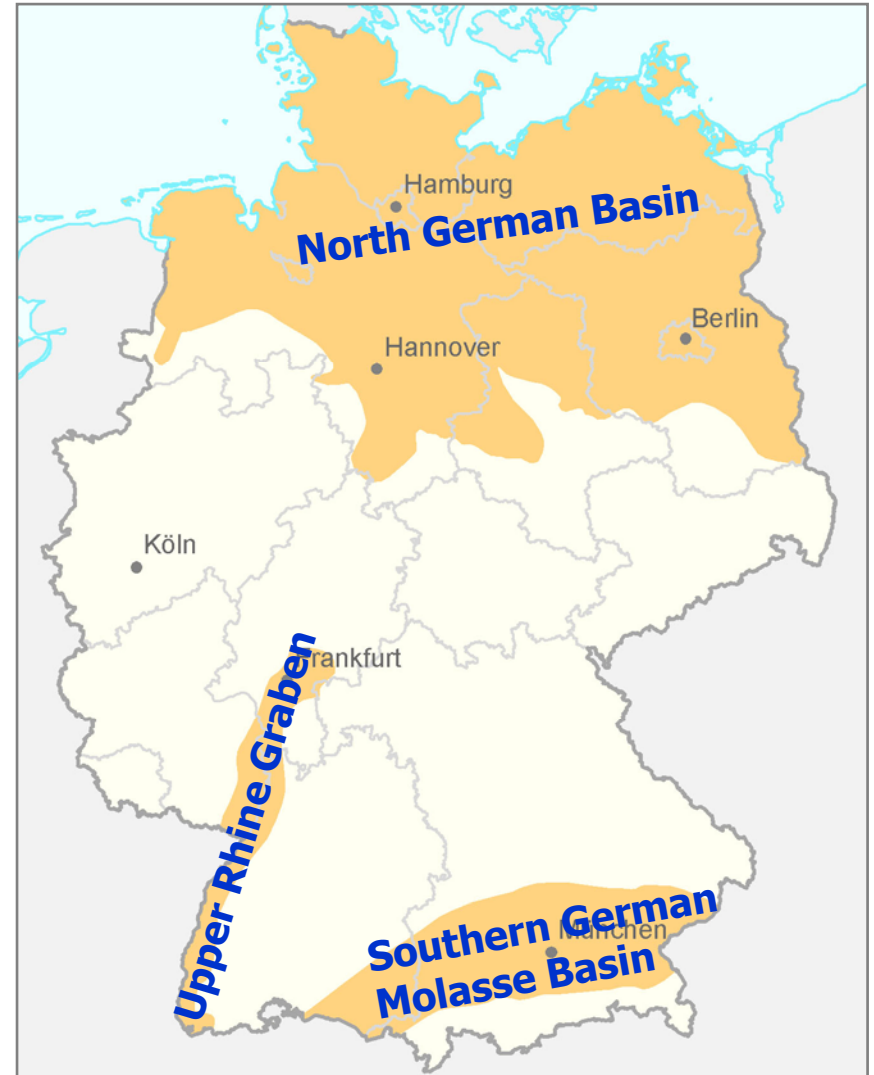 Hamburg
North German Basin
Berlin
Hannover
Köln
Frankfurt
Upper Rhine Graben
Southern German
München
Molasse Basin